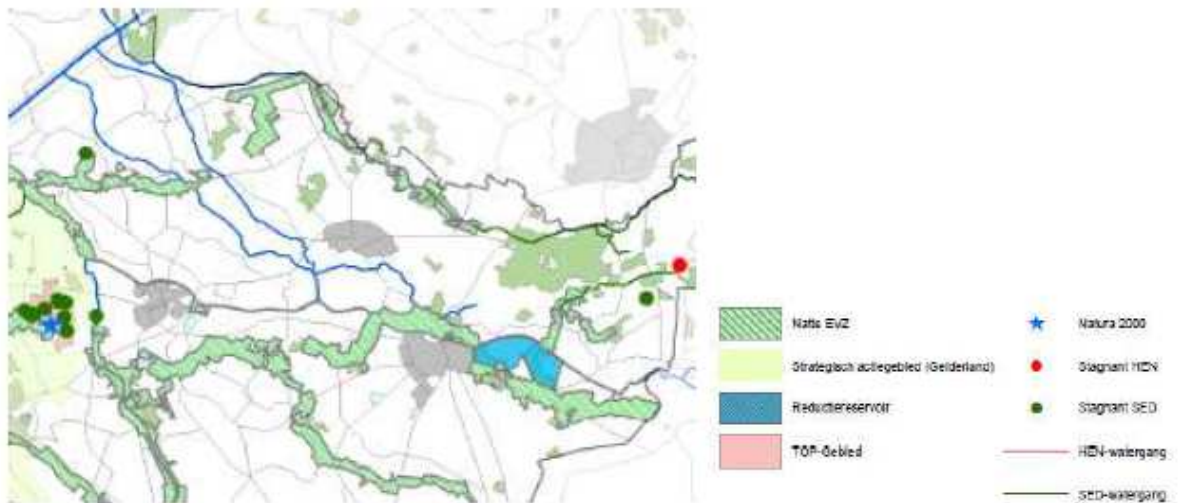 Natte EVZ
Strategisch actiegebied (Gelderland)
Reductiereservoir
TOP-Gebied
Natura 2000
Stagnant HEN
Stagnant SED
HEN-watergang
SED-watergang